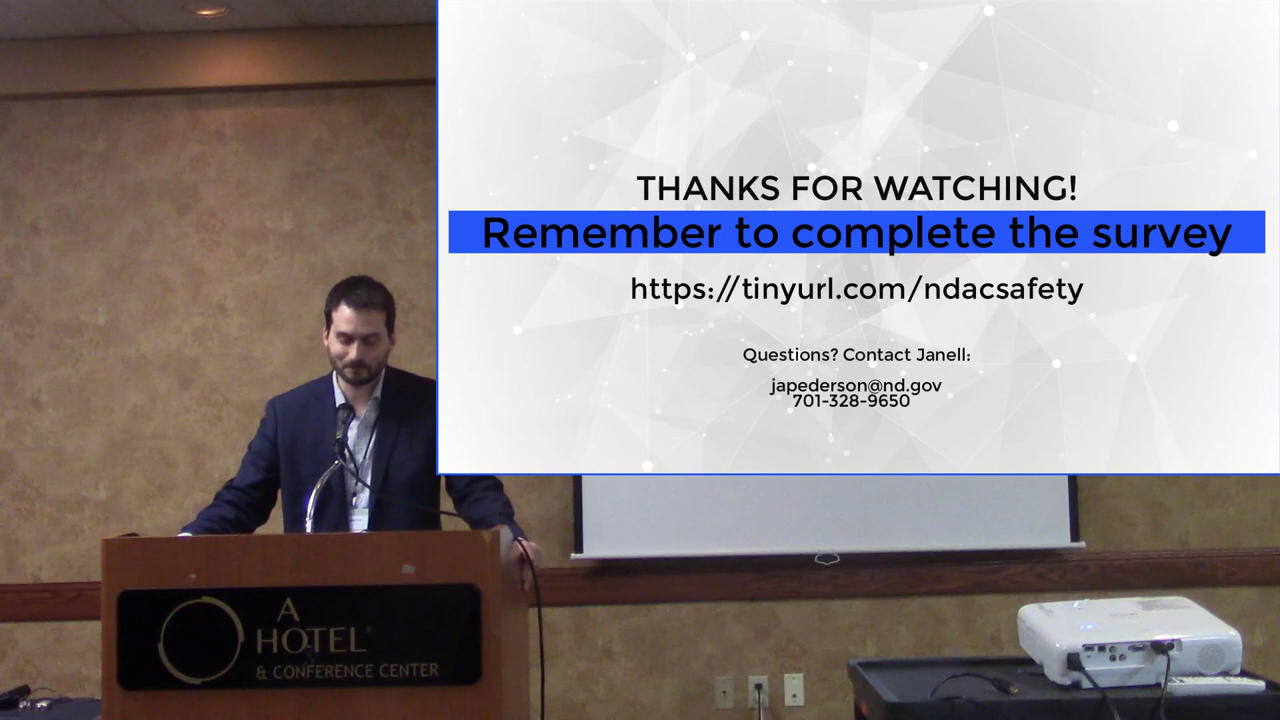 THANKS FOR WATCHING!
Remember to complete the survey
https://tinyurl.com/ndacsafety
Questions? Contact Janell:
japederson@nd.gov
701-328-9650
A
HOTEL®
& CONFERENCE CENTER